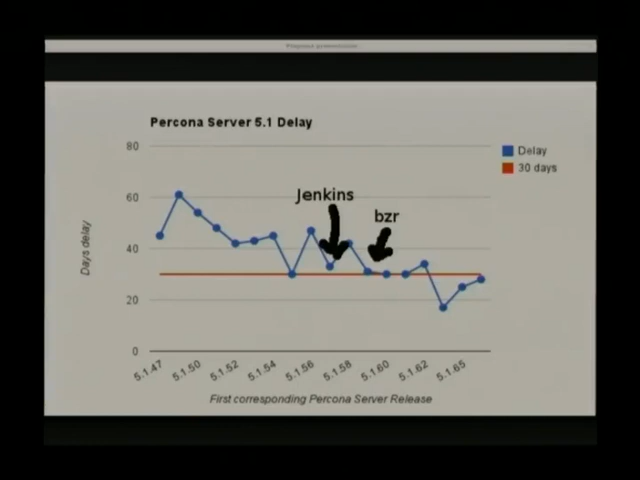 Percona Server 5.1 Delay
80
60
40
20
0
Days delay
Jenkins
bzr
Delay
30 days
5.1.47
5.1.50
5.1.52
5.1.54
5.1.56
5.1.58
5.1.60
5.1.62
5.1.65
First corresponding Percona Server Release